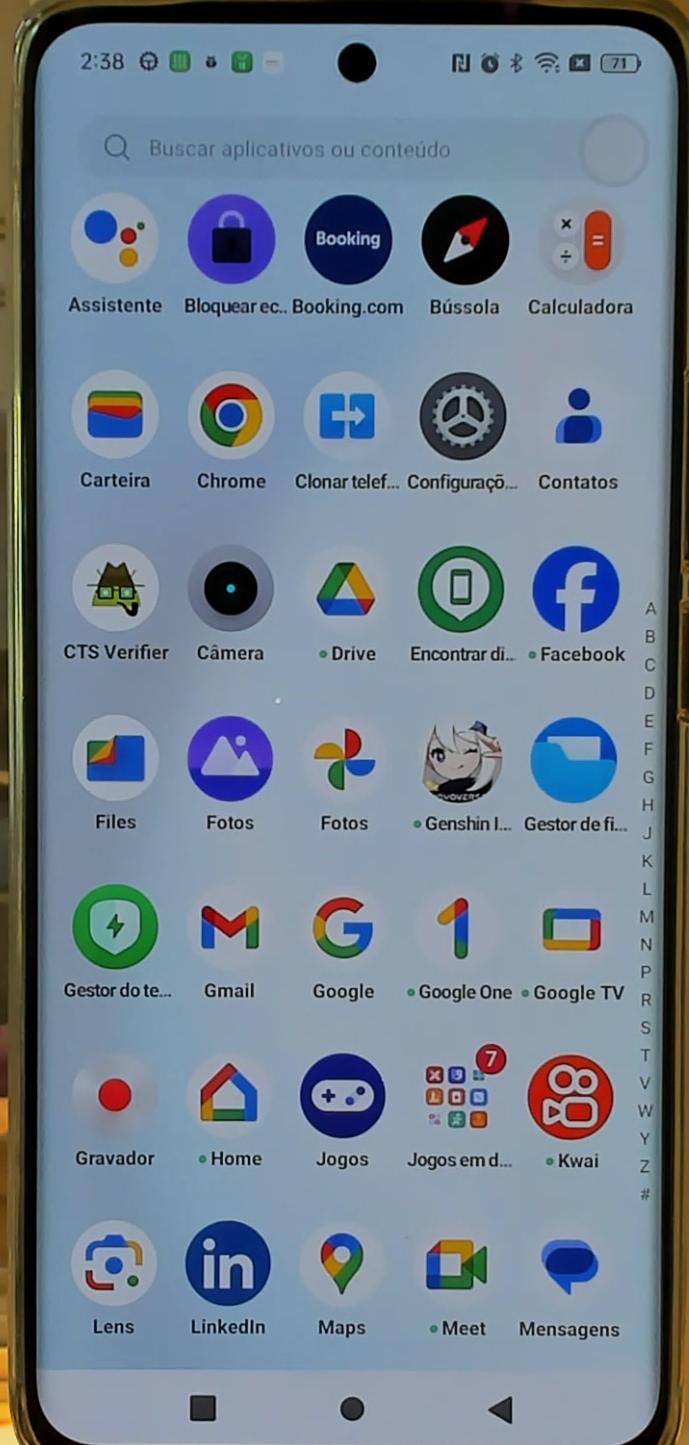 2:38
71
Buscar aplicativos ou conteúdo
Booking
Assistente
Bloquear ec..
Booking.com
Bússola
Calculadora
Carteira
Chrome
Clonar telef...
Configuraçõ...
Contatos
CTS Verifier
Câmera
Drive
Encontrar di...
Facebook
Files
Fotos
Fotos
Genshin I...
Gestor de fi...
Gestor do te...
Gmail
Google
Google One
Google TV
7
Gravador
Home
Jogos
Jogos em d...
Kwai
in
Lens
LinkedIn
Maps
Meet
Mensagens
A
B
C
D
E
F
G
H
J
K
L
M
N
P
R
S
T
V
W
Y
Z
#